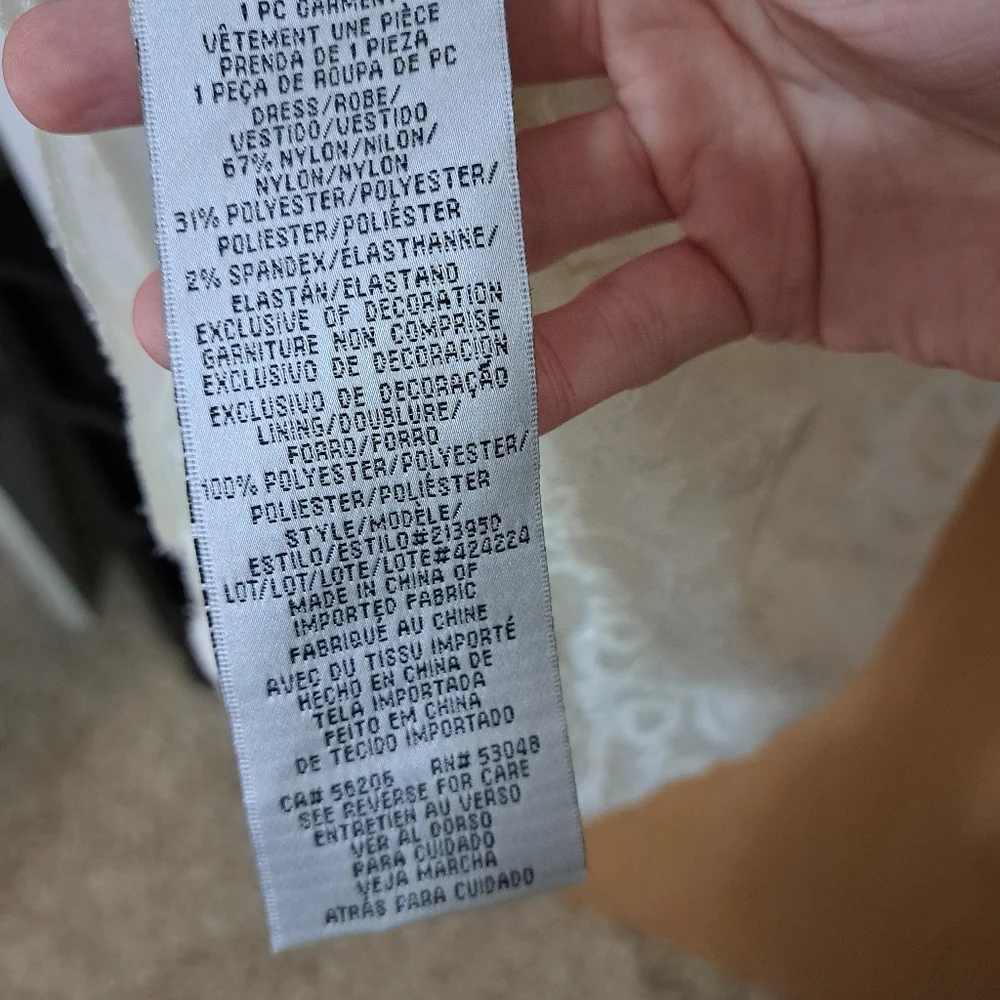 1 PC GARMENT
VÊTEMENT UNE PIÈCE
PRENDA DE 1 PIEZA
1 PEÇA DE ROUPA DE PC
DRESS/ROBE/
VESTIDO/VESTIDO
67% NYLON/NILON/
NYLON/NYLON
31% POLYESTER/POLYESTER/
POLIESTER/POLIÉSTER
2% SPANDEX/ÉLASTHANNE/
ELASTÁN/ELASTANO
EXCLUSIVE OF DECORATION
GARNITURE NON COMPRISE
EXCLUSIVO DE DECORACIÓN
EXCLUSIVO DE DECORAÇÃO
LINING/DOUBLURE/
FORRO/FORRO
100% POLYESTER/POLYESTER/
POLIESTER/POLIÉSTER
STYLE/MODÈLE/
ESTILO/ESTILO#21395D
LOT/LOT/LOTE/LOTE#424224
MADE IN CHINA OF
IMPORTED FABRIC
FABRIQUÉ AU CHINE
AVEC DU TISSU IMPORTÉ
HECHO EN CHINA DE
TELA IMPORTADA
FEITO EM CHINA
DE TECIDO IMPORTADO
CA# 56206 RN# 53048
SEE REVERSE FOR CARE
ENTRETIEN AU VERSO
VER AL DORSO
PARA CUIDADO
VEJA MARCHA
ATRÁS PARA CUIDADO